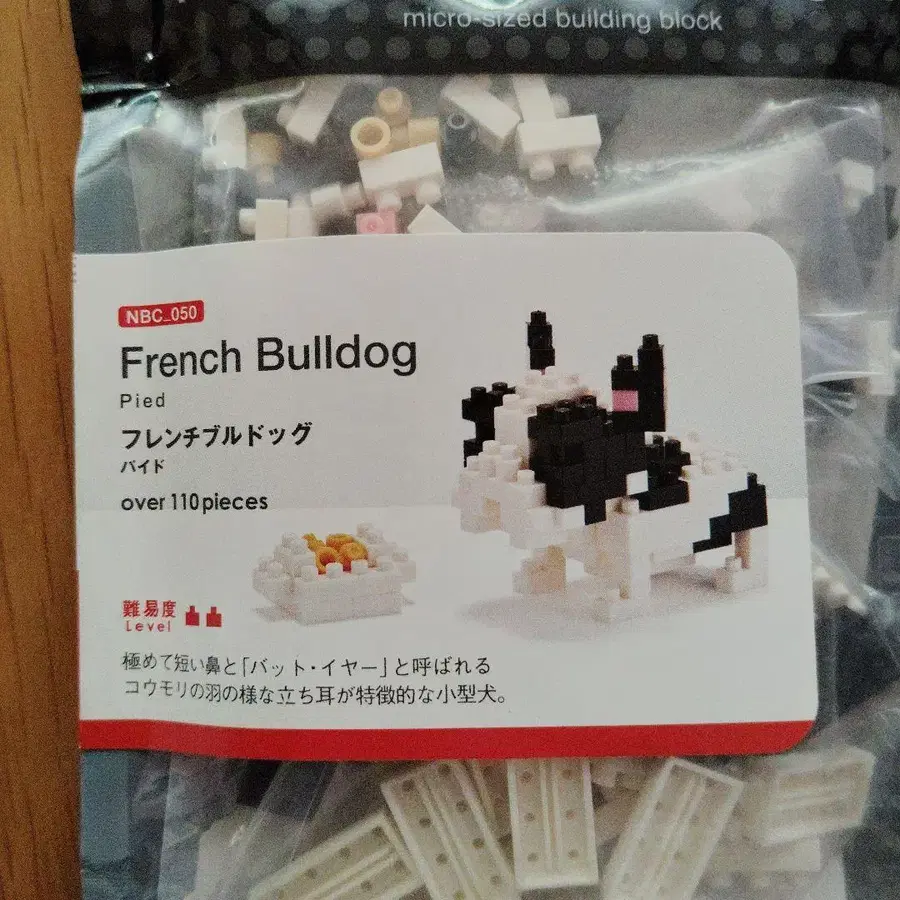 micro-sized building block
NBC_050
French Bulldog
Pied
フレンチブルドッグ
パイド
over 110pieces
難易度
Level
極めて短い鼻と「バット・イヤー」と呼ばれる
コウモリの羽の様な立ち耳が特徴的な小型犬。